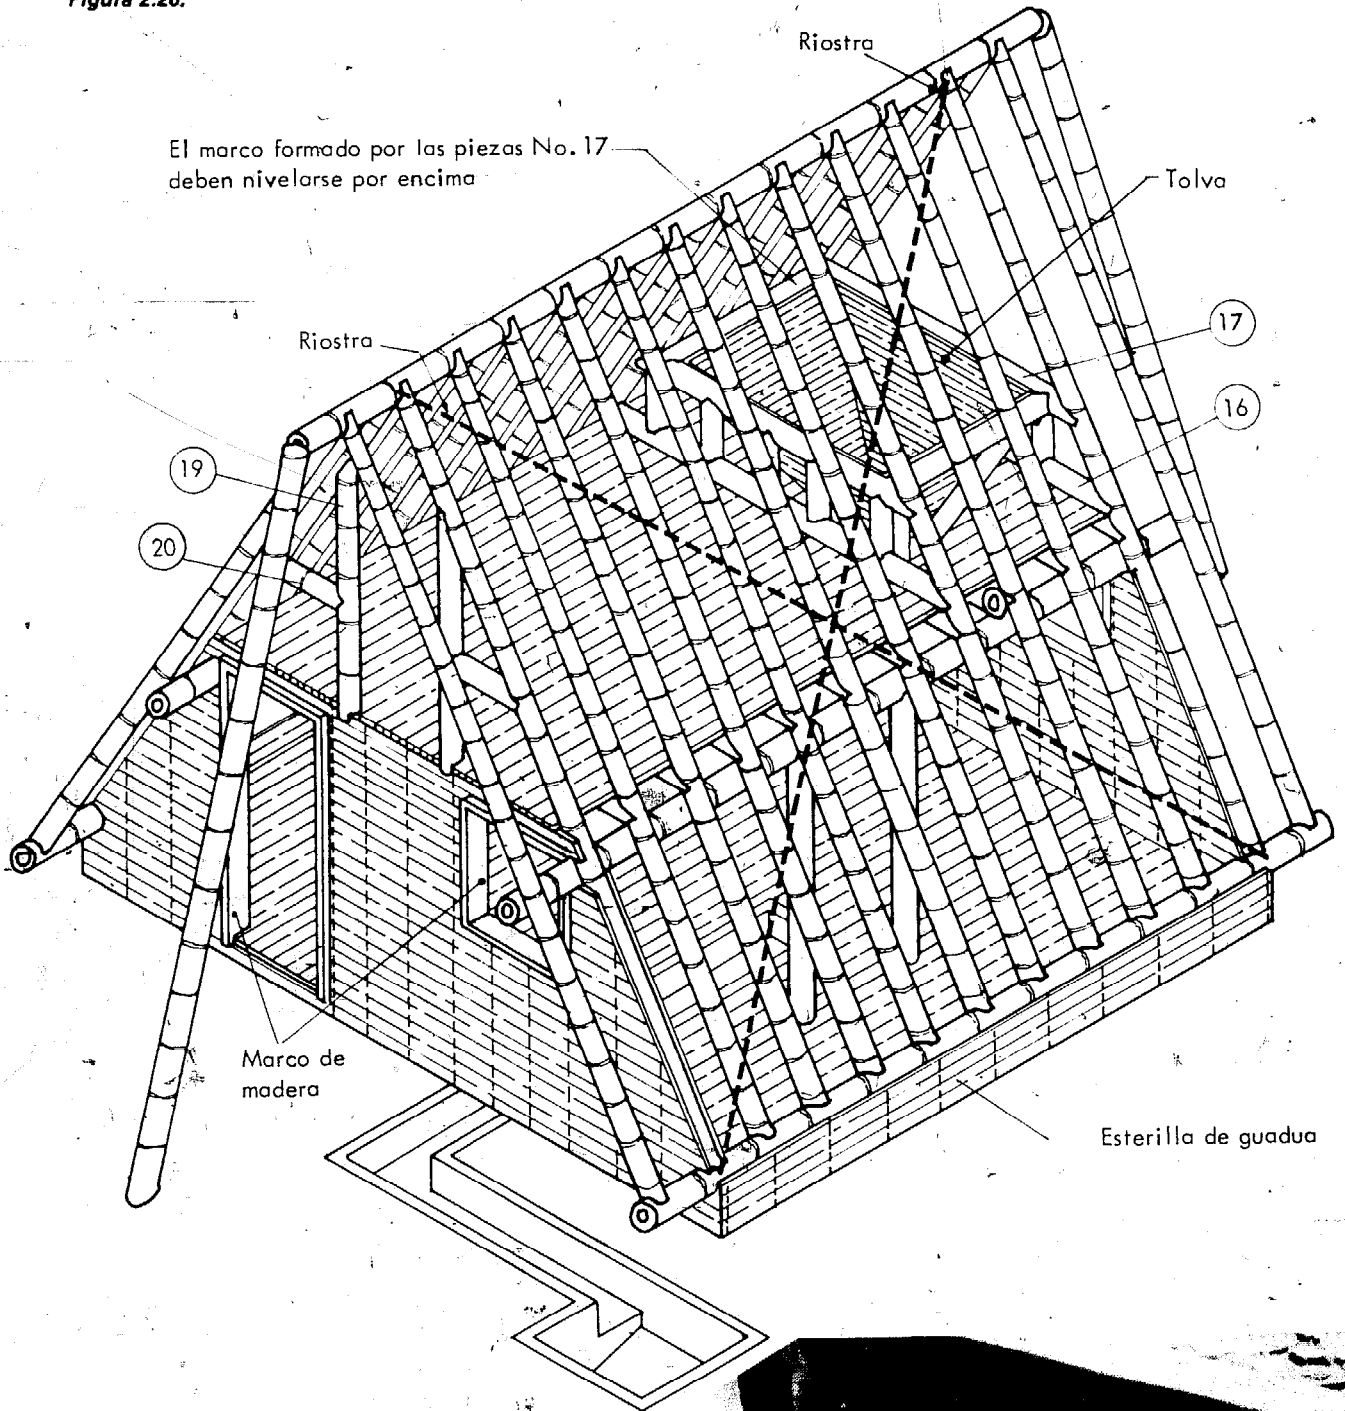 Figura 2.20.
Riostra
El marco formado por las piezas No. 17
deben nivelarse por encima
Tolva
17
Riostra
16
19
20
Marco de
madera
Esterilla de guadua